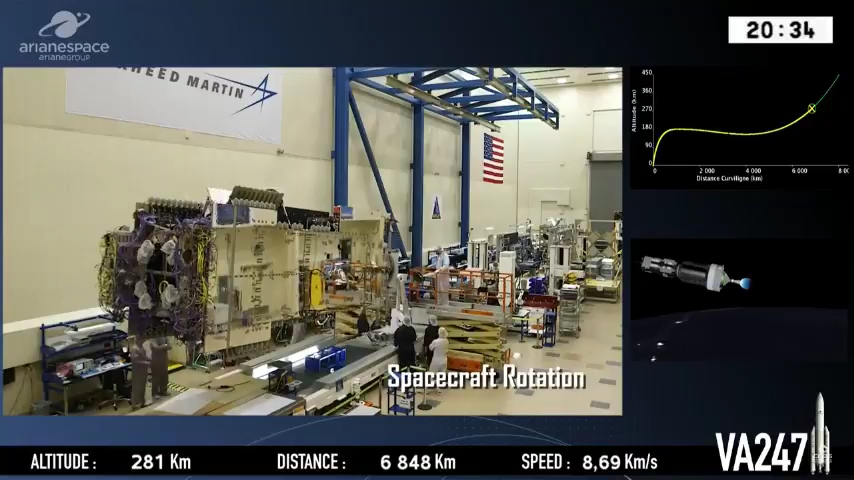 arianespace
arianegroup
20:34
HEED MARTIN
Altitude (km)
450
360
270
180
90
0
0
2 000
4 000
6 000
Distance Curviligne (km)
Spacecraft Rotation
ALTITUDE : 281 Km
DISTANCE : 6 848 Km
SPEED : 8,69 Km/s
VA247